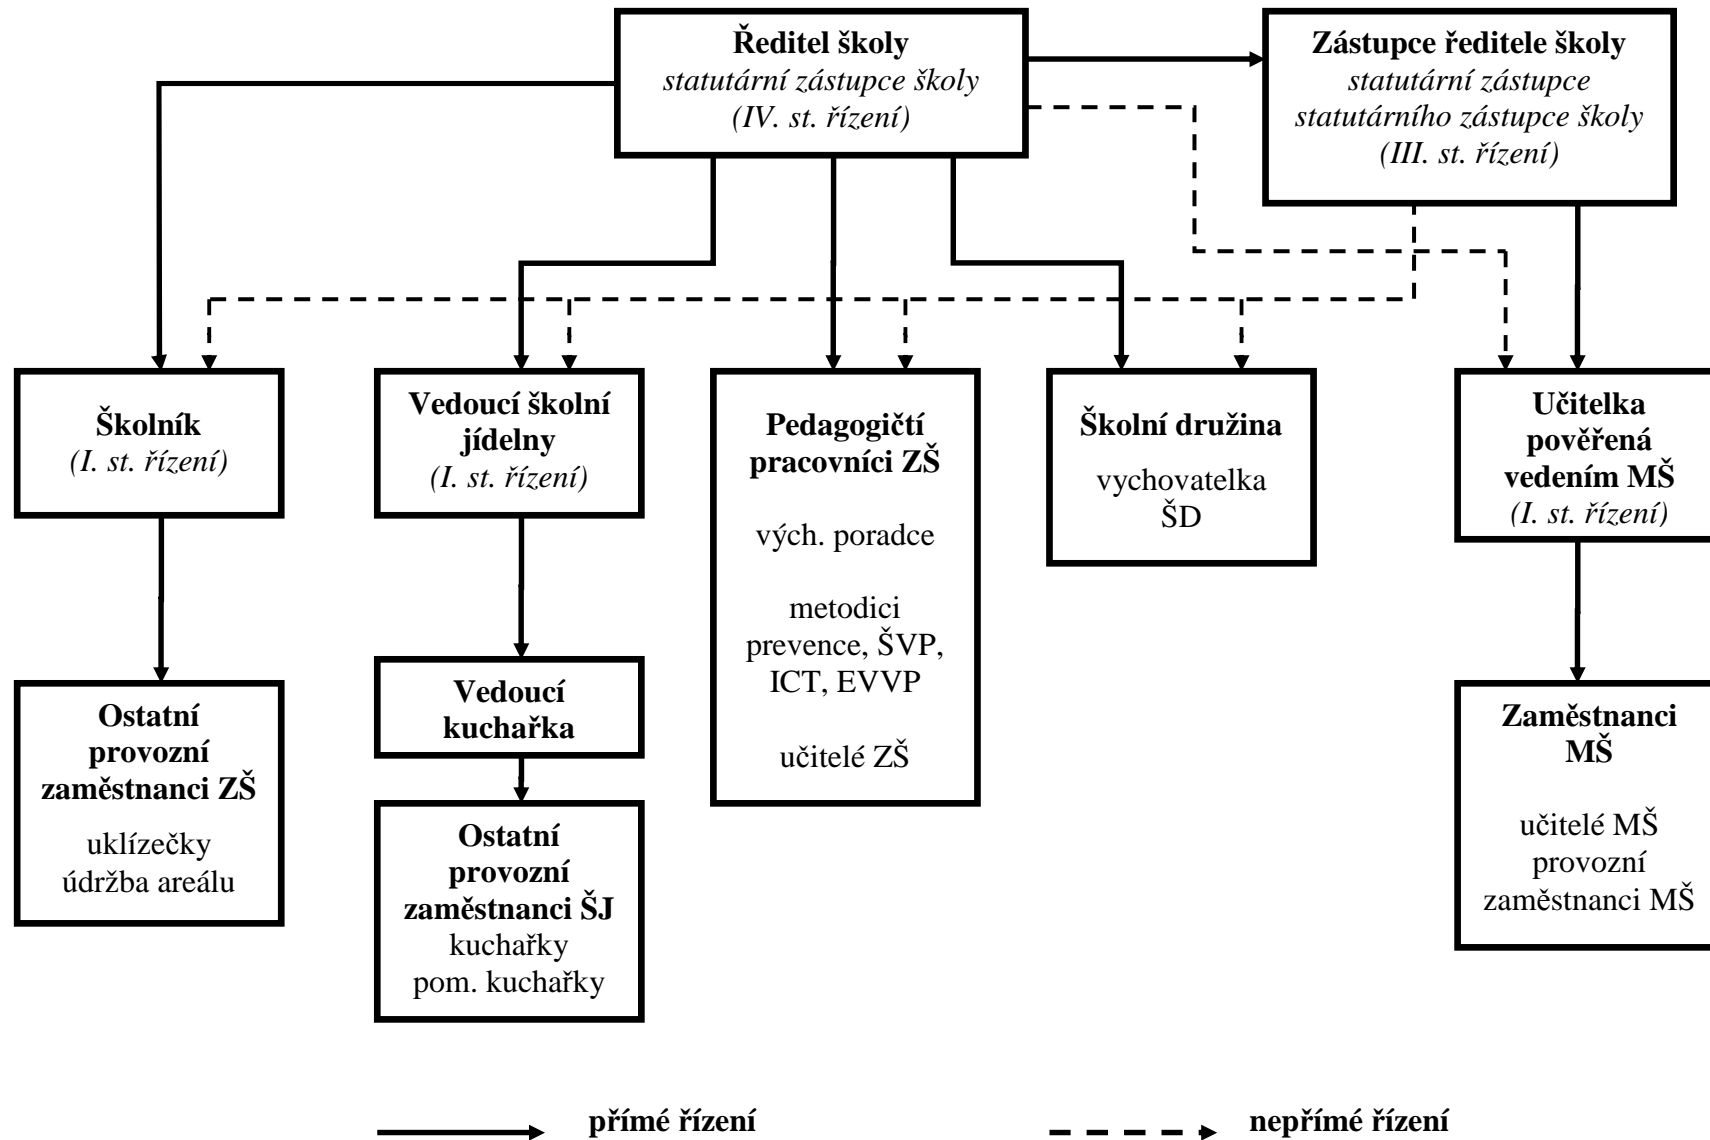 Ředitel školy
statutární zástupce školy
(IV. st. řízení)
Zástupce ředitele školy
statutární zástupce
statutárního zástupce školy
(III. st. řízení)
Školník
(I. st. řízení)
Vedoucí školní
jídelny
(I. st. řízení)
Pedagogičtí
pracovníci ZŠ
vých. poradce
metodici
prevence, ŠVP,
ICT, EVVP
učitelé ZŠ
Školní družina
vychovatelka
ŠD
Učitelka
pověřená
vedením MŠ
(I. st. řízení)
Ostatní
provozní
zaměstnanci ZŠ
uklízečky
údržba areálu
Vedoucí
kuchařka
Ostatní
provozní
zaměstnanci ŠJ
kuchařky
pom. kuchařky
Zaměstnanci
MŠ
učitelé MŠ
provozní
zaměstnanci MŠ
přímé řízení
nepřímé řízení